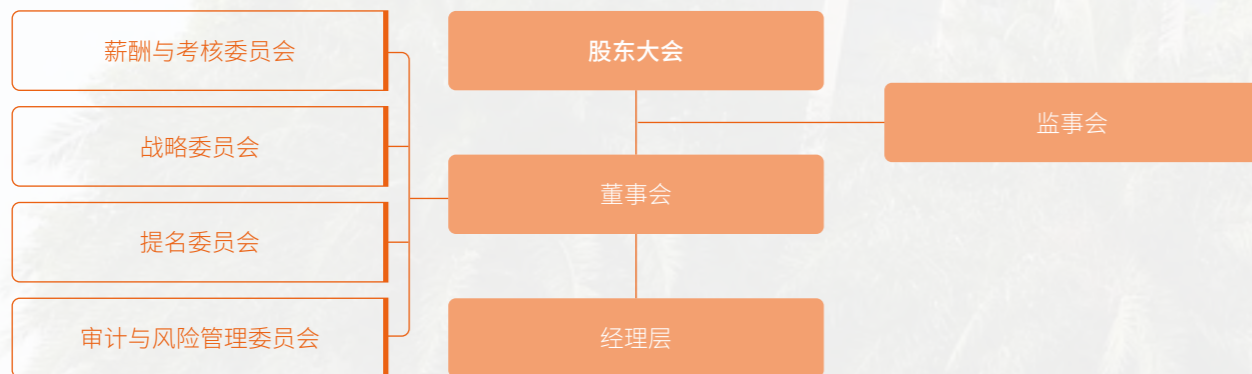 薪酬与考核委员会
战略委员会
提名委员会
审计与风险管理委员会
股东大会
董事会
经理层
监事会